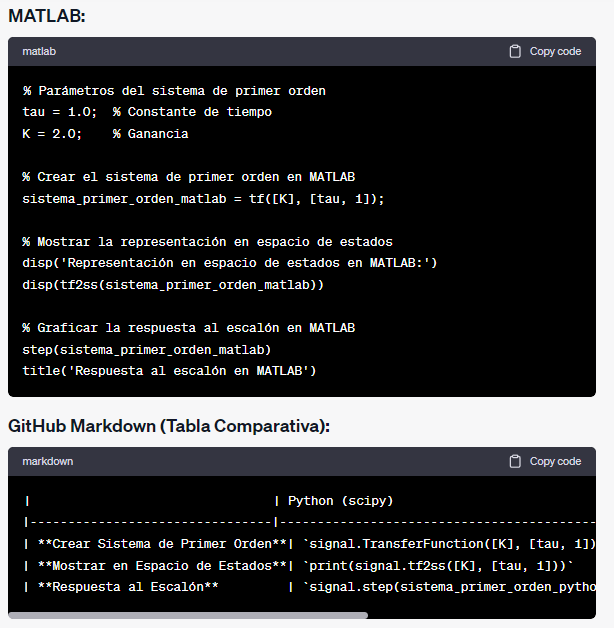 MATLAB:
matlab
Copy code
% Parámetros del sistema de primer orden
tau = 1.0;  % Constante de tiempo
K = 2.0;    % Ganancia
% Crear el sistema de primer orden en MATLAB
sistema_primer_orden_matlab = tf([K], [tau, 1]);
% Mostrar la representación en espacio de estados
disp('Representación en espacio de estados en MATLAB:')
disp(tf2ss(sistema_primer_orden_matlab))
% Graficar la respuesta al escalón en MATLAB
step(sistema_primer_orden_matlab)
title('Respuesta al escalón en MATLAB')
GitHub Markdown (Tabla Comparativa):
markdown
Copy code
|                                | Python (scipy)
|--------------------------------|------------------------------------------
| **Crear Sistema de Primer Orden**| `signal.TransferFunction([K], [tau, 1])
| **Mostrar en Espacio de Estados**| `print(signal.tf2ss([K], [tau, 1]))`
| **Respuesta al Escalón**         | `signal.step(sistema_primer_orden_pytho